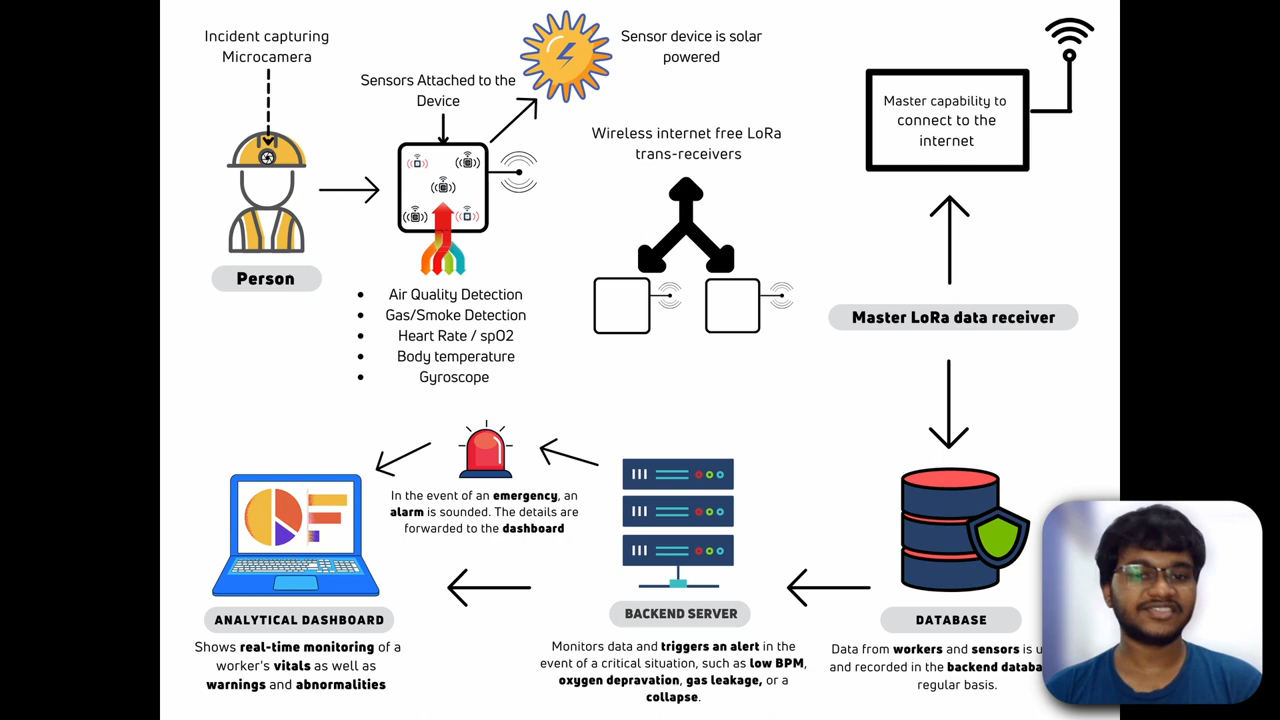 Incident capturing
Microcamera
Sensors Attached to the
Device
Sensor device is solar
powered
Wireless internet free LoRa
trans-receivers
Master capability to
connect to the
internet
Person
• Air Quality Detection
• Gas/Smoke Detection
• Heart Rate / spO2
• Body temperature
• Gyroscope
Master LoRa data receiver
In the event of an emergency, an
alarm is sounded. The details are
forwarded to the dashboard
ANALYTICAL DASHBOARD
Shows real-time monitoring of a
worker's vitals as well as
warnings and abnormalities
BACKEND SERVER
Monitors data and triggers an alert in the
event of a critical situation, such as low BPM,
oxygen depravation, gas leakage, or a
collapse.
DATABASE
Data from workers and sensors is
and recorded in the backend
regular basis.